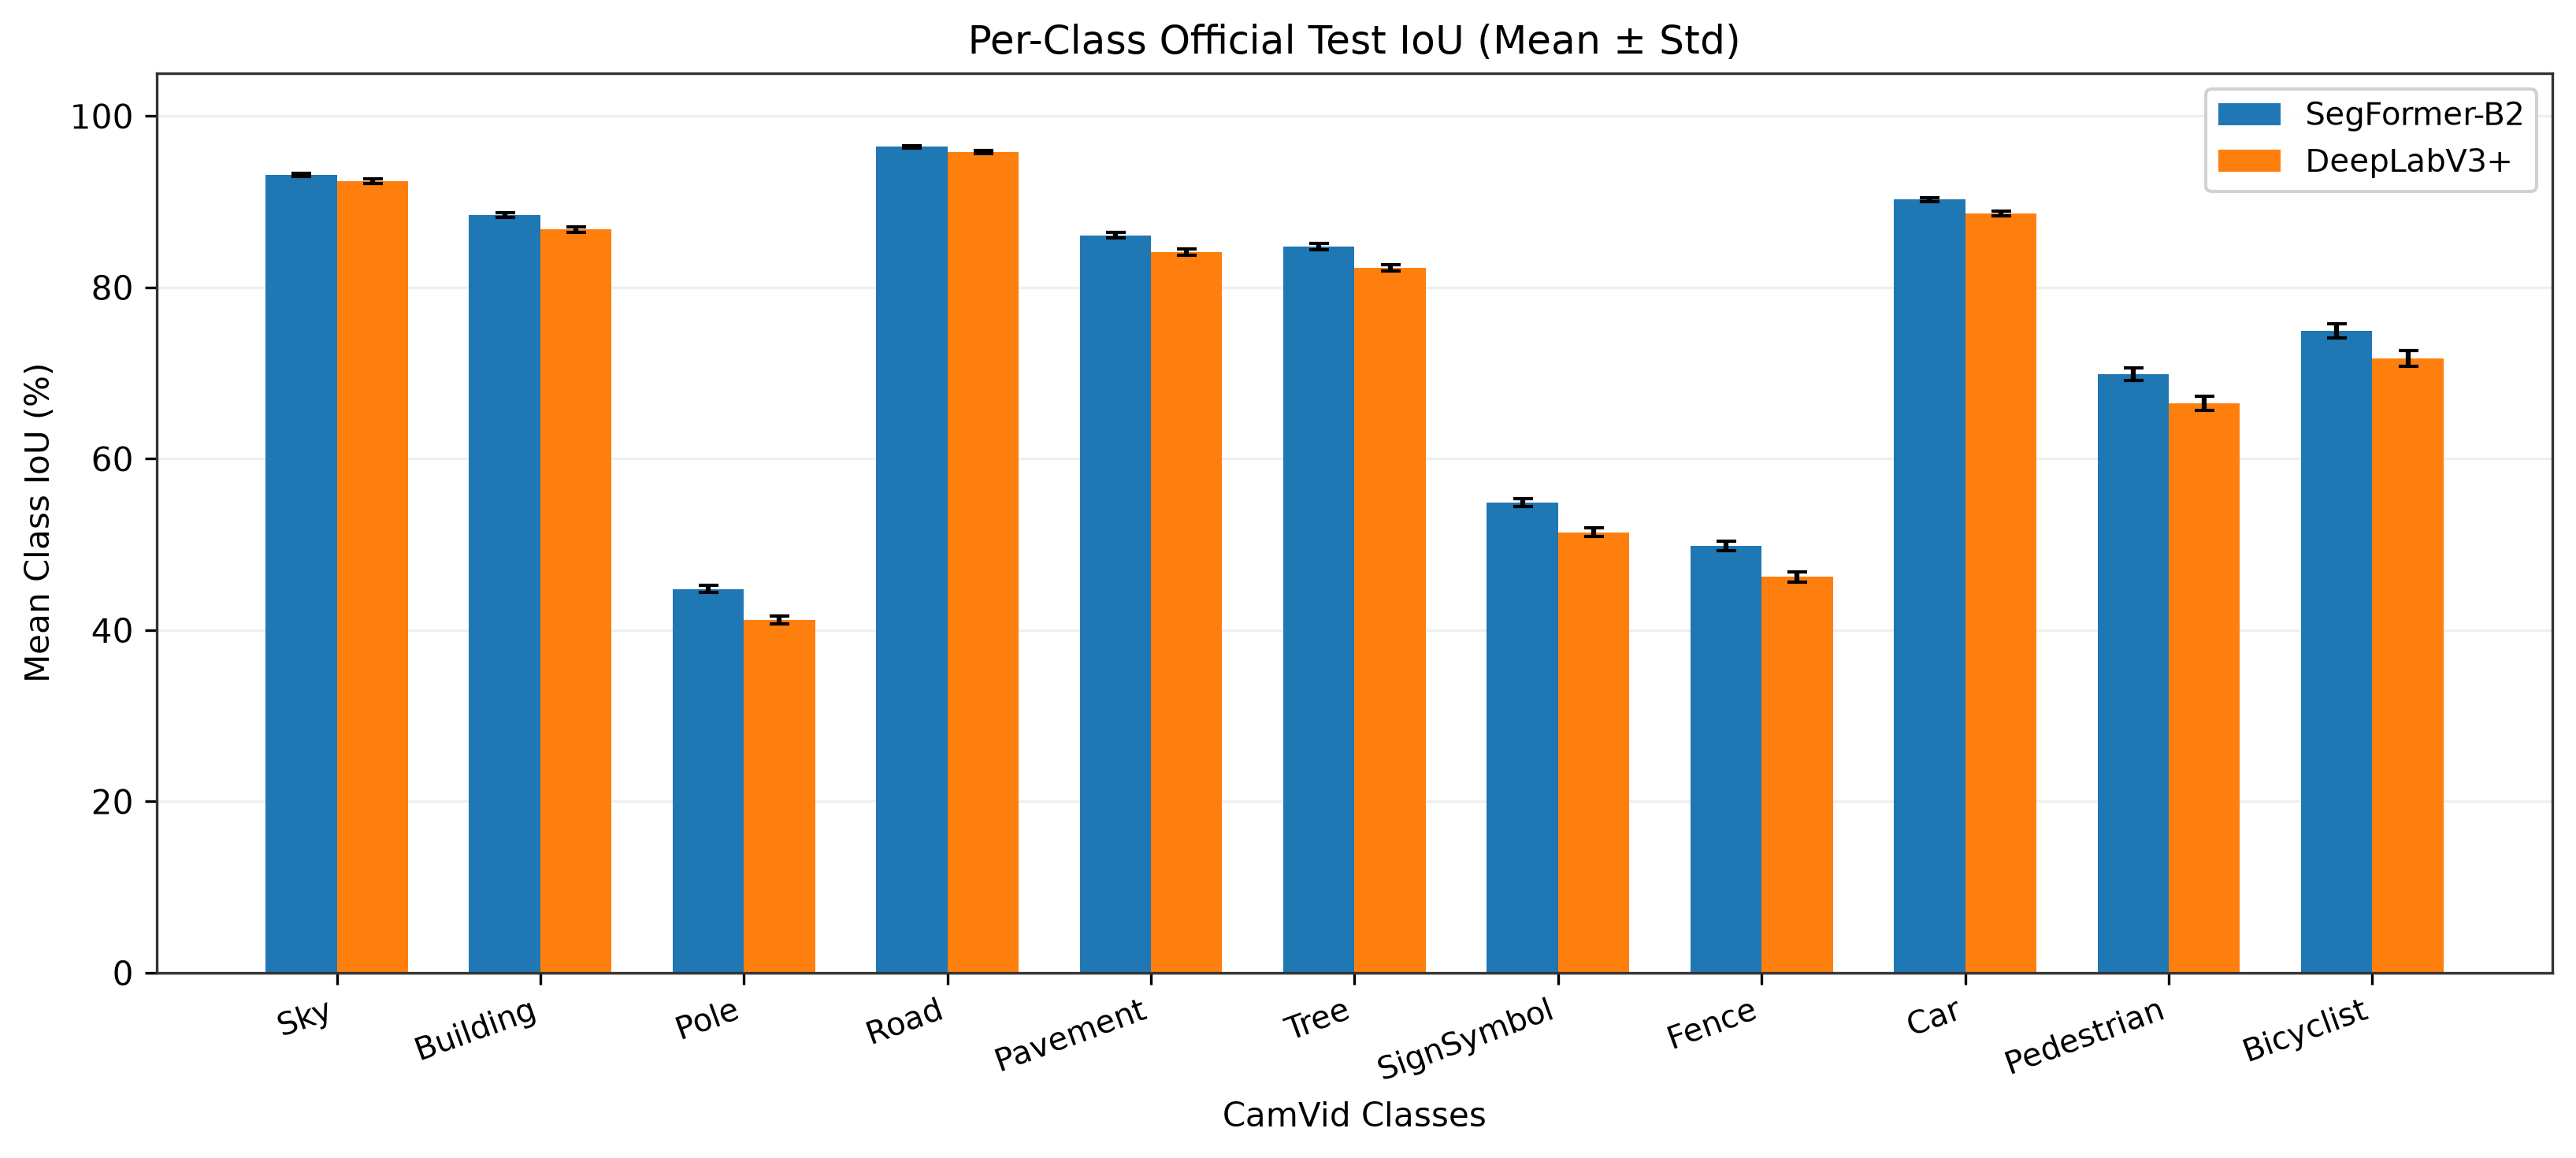 Per-Class Official Test IoU (Mean ± Std)
SegFormer-B2
DeepLabV3+
Mean Class IoU (%)
100
80
60
40
20
0
Sky
Building
Pole
Road
Pavement
Tree
SignSymbol
Fence
Car
Pedestrian
Bicyclist
CamVid Classes